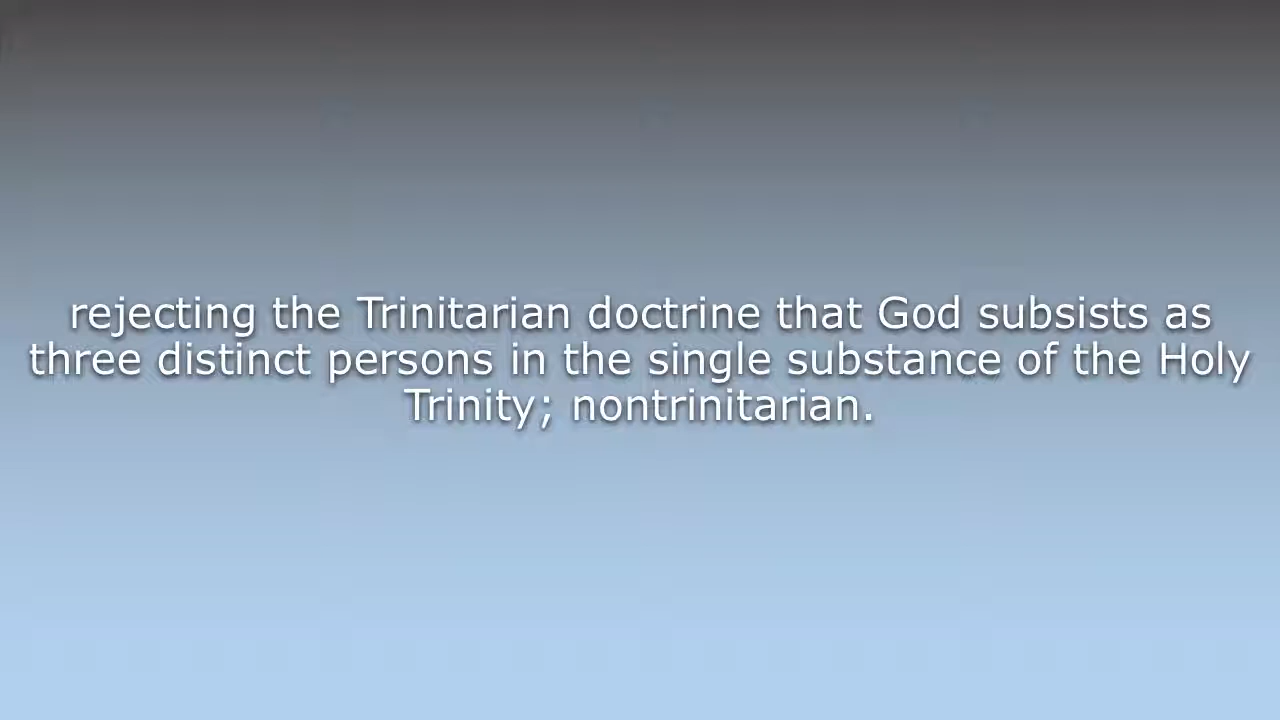 rejecting the Trinitarian doctrine that God subsists as
three distinct persons in the single substance of the Holy
Trinity; nontrinitarian.